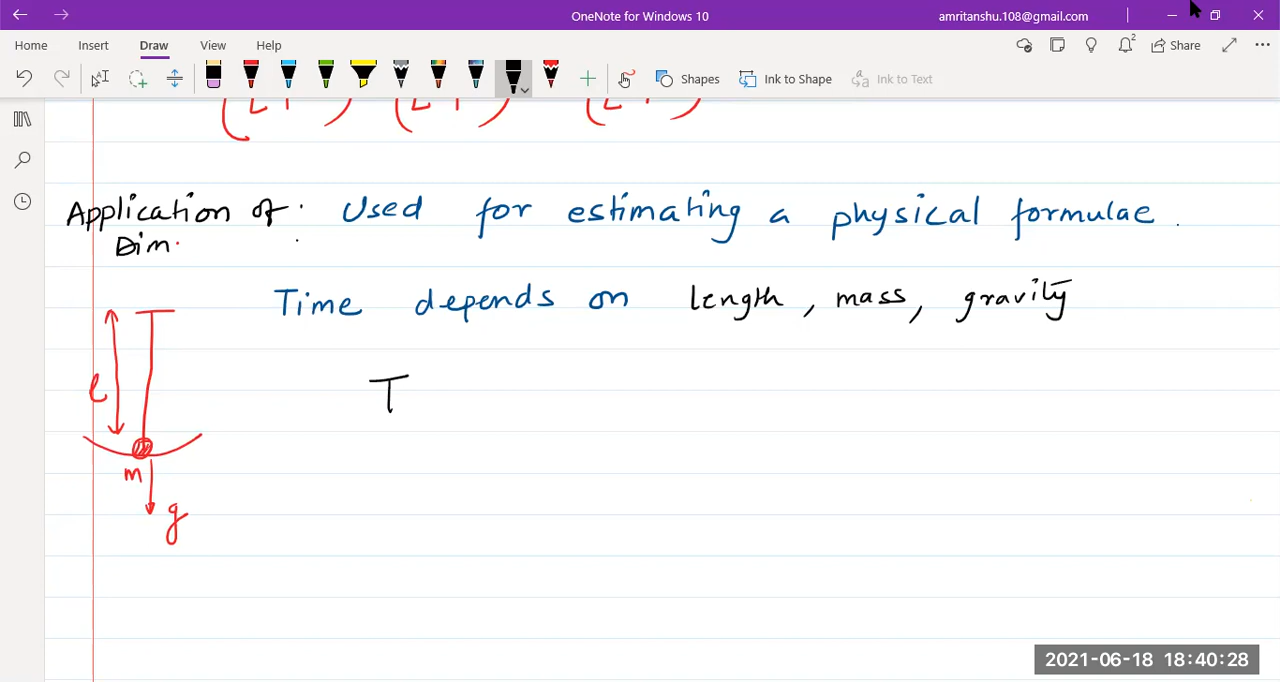 OneNote for Windows 10
amritanshu.108@gmail.com
Home Insert Draw View Help
Share
Shapes Ink to Shape Ink to Text
Application of : Used for estimating a physical formulae .
Dim.
Time depends on length , mass , gravity
l
T
m
g
2021-06-18 18:40:28